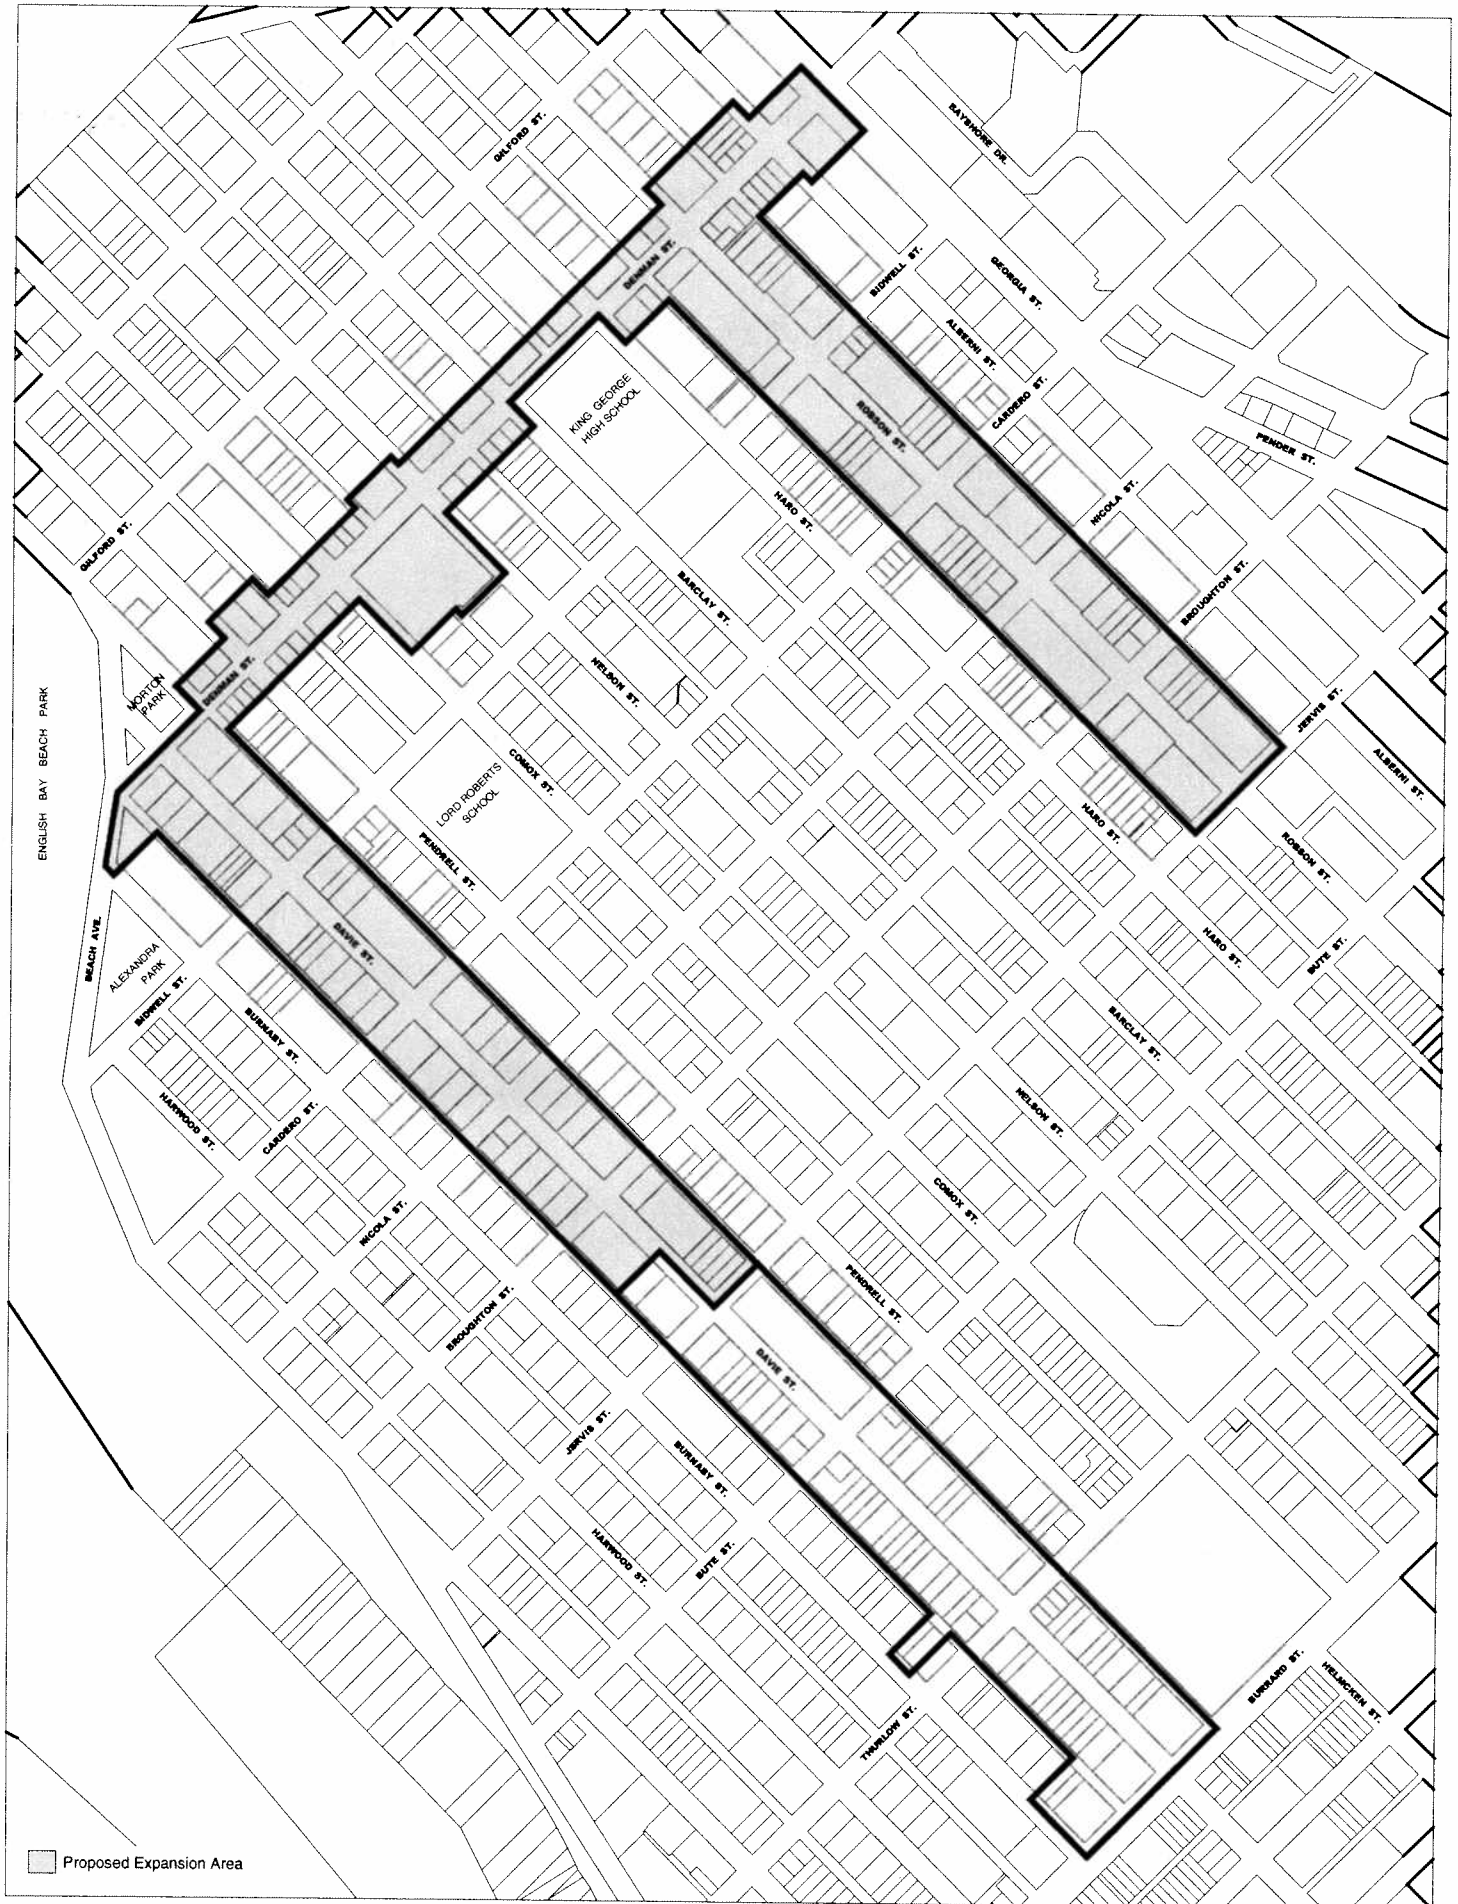 BAYSHORE DR.
GILFORD ST.
DENMAN ST.
BIDWELL ST.
GEORGIA ST.
ALBERNI ST.
CARDERO ST.
KING GEORGE
HIGH SCHOOL
ROBSON ST.
PENDER ST.
NICOLA ST.
HARO ST.
GILFORD ST.
BARCLAY ST.
BROUGHTON ST.
NELSON ST.
DENMAN ST.
MORTON
PARK
ENGLISH BAY BEACH PARK
JERVIS ST.
ALBERNI ST.
COMOX ST.
LORD ROBERTS
SCHOOL
PENDRELL ST.
HARO ST.
ROBSON ST.
DAVIE ST.
BEACH AVE.
ALEXANDRA
PARK
HARO ST.
BUTE ST.
BIDWELL ST.
BURNABY ST.
BARCLAY ST.
HARWOOD ST.
CARDERO ST.
NELSON ST.
NICOLA ST.
COMOX ST.
PENDRELL ST.
BROUGHTON ST.
DAVIE ST.
JERVIS ST.
BURNABY ST.
HARWOOD ST.
BUTE ST.
BURRARD ST.
HELMCKEN ST.
THURLOW ST.
Proposed Expansion Area